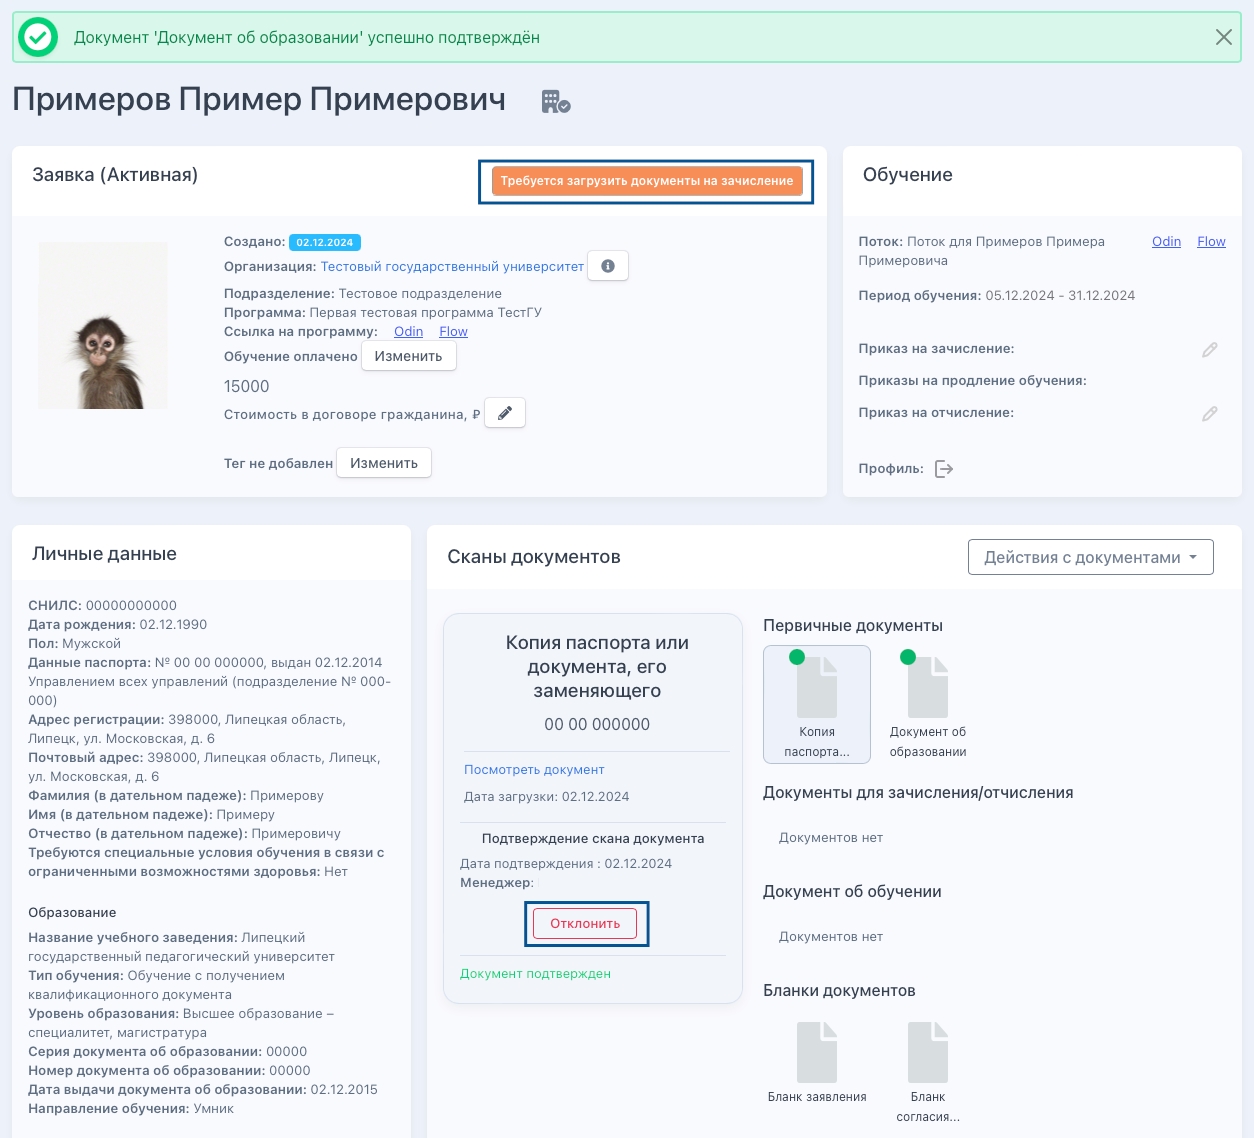 Документ 'Документ об образовании' успешно подтверждён
Примеров Пример Примерович
Заявка (Активная)
Требуется загрузить документы на зачисление
Создано: 02.12.2024
Организация: Тестовый государственный университет
Подразделение: Тестовое подразделение
Программа: Первая тестовая программа ТестГУ
Ссылка на программу: Odin Flow
Обучение оплачено Изменить
15000
Стоимость в договоре гражданина, ₽
Тег не добавлен Изменить
Обучение
Поток: Поток для Примеров Примера
Примеровича
Odin Flow
Период обучения: 05.12.2024 - 31.12.2024
Приказ на зачисление:
Приказы на продление обучения:
Приказ на отчисление:
Профиль:
Личные данные
СНИЛС: 00000000000
Дата рождения: 02.12.1990
Пол: Мужской
Данные паспорта: № 00 00 000000, выдан 02.12.2014
Управлением всех управлений (подразделение № 000-
000)
Адрес регистрации: 398000, Липецкая область,
Липецк, ул. Московская, д. 6
Почтовый адрес: 398000, Липецкая область, Липецк,
ул. Московская, д. 6
Фамилия (в дательном падеже): Примерову
Имя (в дательном падеже): Примеру
Отчество (в дательном падеже): Примеровичу
Требуются специальные условия обучения в связи с
ограниченными возможностями здоровья: Нет
Образование
Название учебного заведения: Липецкий
государственный педагогический университет
Тип обучения: Обучение с получением
квалификационного документа
Уровень образования: Высшее образование –
специалитет, магистратура
Серия документа об образовании: 00000
Номер документа об образовании: 00000
Дата выдачи документа об образовании: 02.12.2015
Направление обучения: Умник
Сканы документов
Действия с документами
Копия паспорта или
документа, его
заменяющего
00 00 000000
Посмотреть документ
Дата загрузки: 02.12.2024
Подтверждение скана документа
Дата подтверждения : 02.12.2024
Менеджер:
Отклонить
Документ подтвержден
Первичные документы
Копия
паспорта...
Документ об
образовании
Документы для зачисления/отчисления
Документов нет
Документ об обучении
Документов нет
Бланки документов
Бланк заявления
Бланк
согласия...